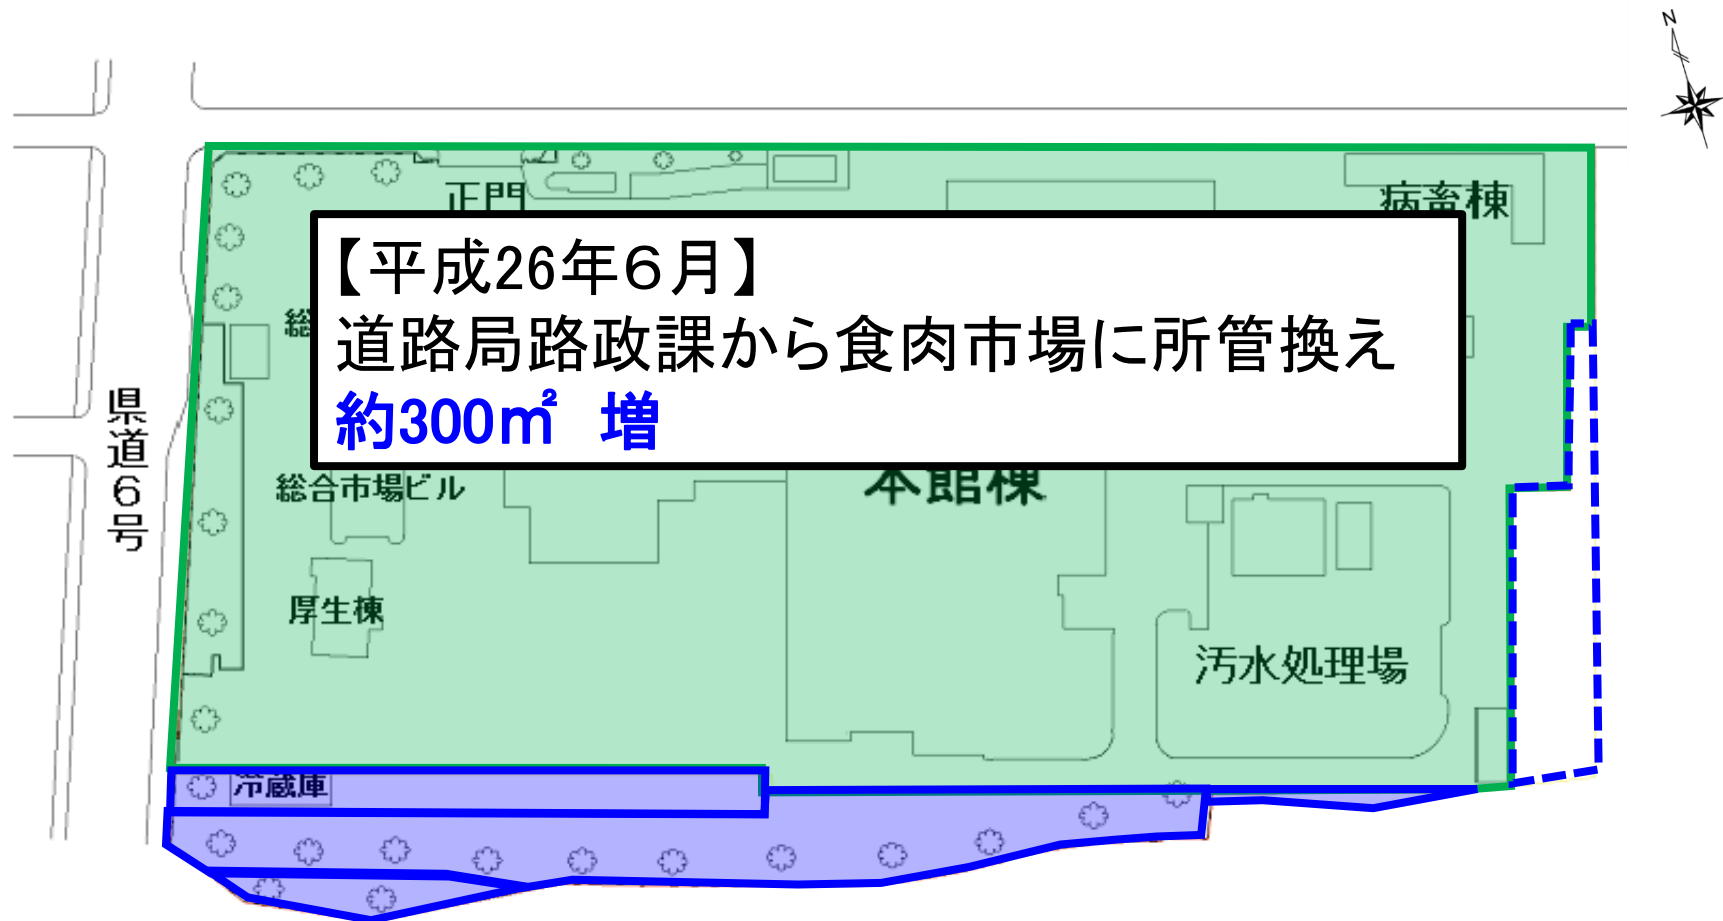 N
正門
病畜棟
【平成26年６月】
道路局路政課から食肉市場に所管換え
約300㎡ 増
総
県道６号
総合市場ビル
本館棟
厚生棟
汚水処理場
冷蔵庫